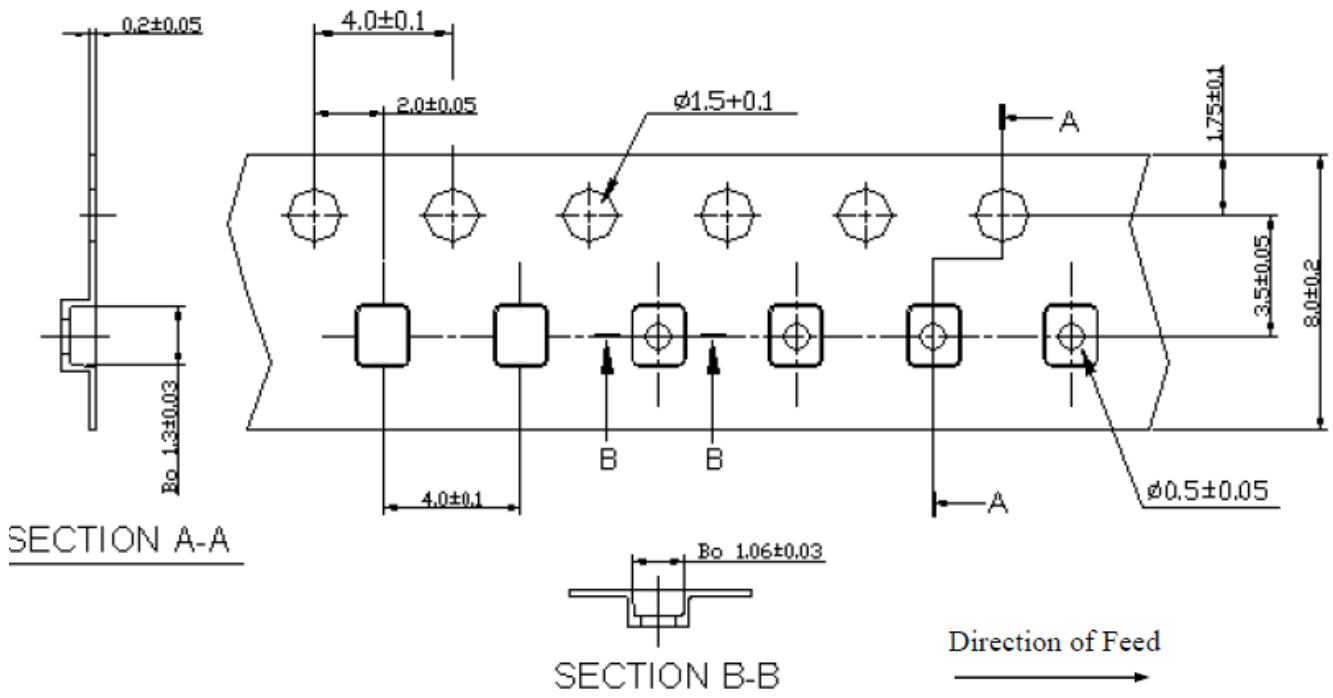 0.2±0.05
4.0±0.1
2.0±0.05
ϕ1.5+0.1
A
1.75±0.1
3.5±0.05
8.0±0.2
Bo 1.3±0.03
B
B
4.0±0.1
A
ϕ0.5±0.05
SECTION A-A
Bo 1.06±0.03
SECTION B-B
Direction of Feed